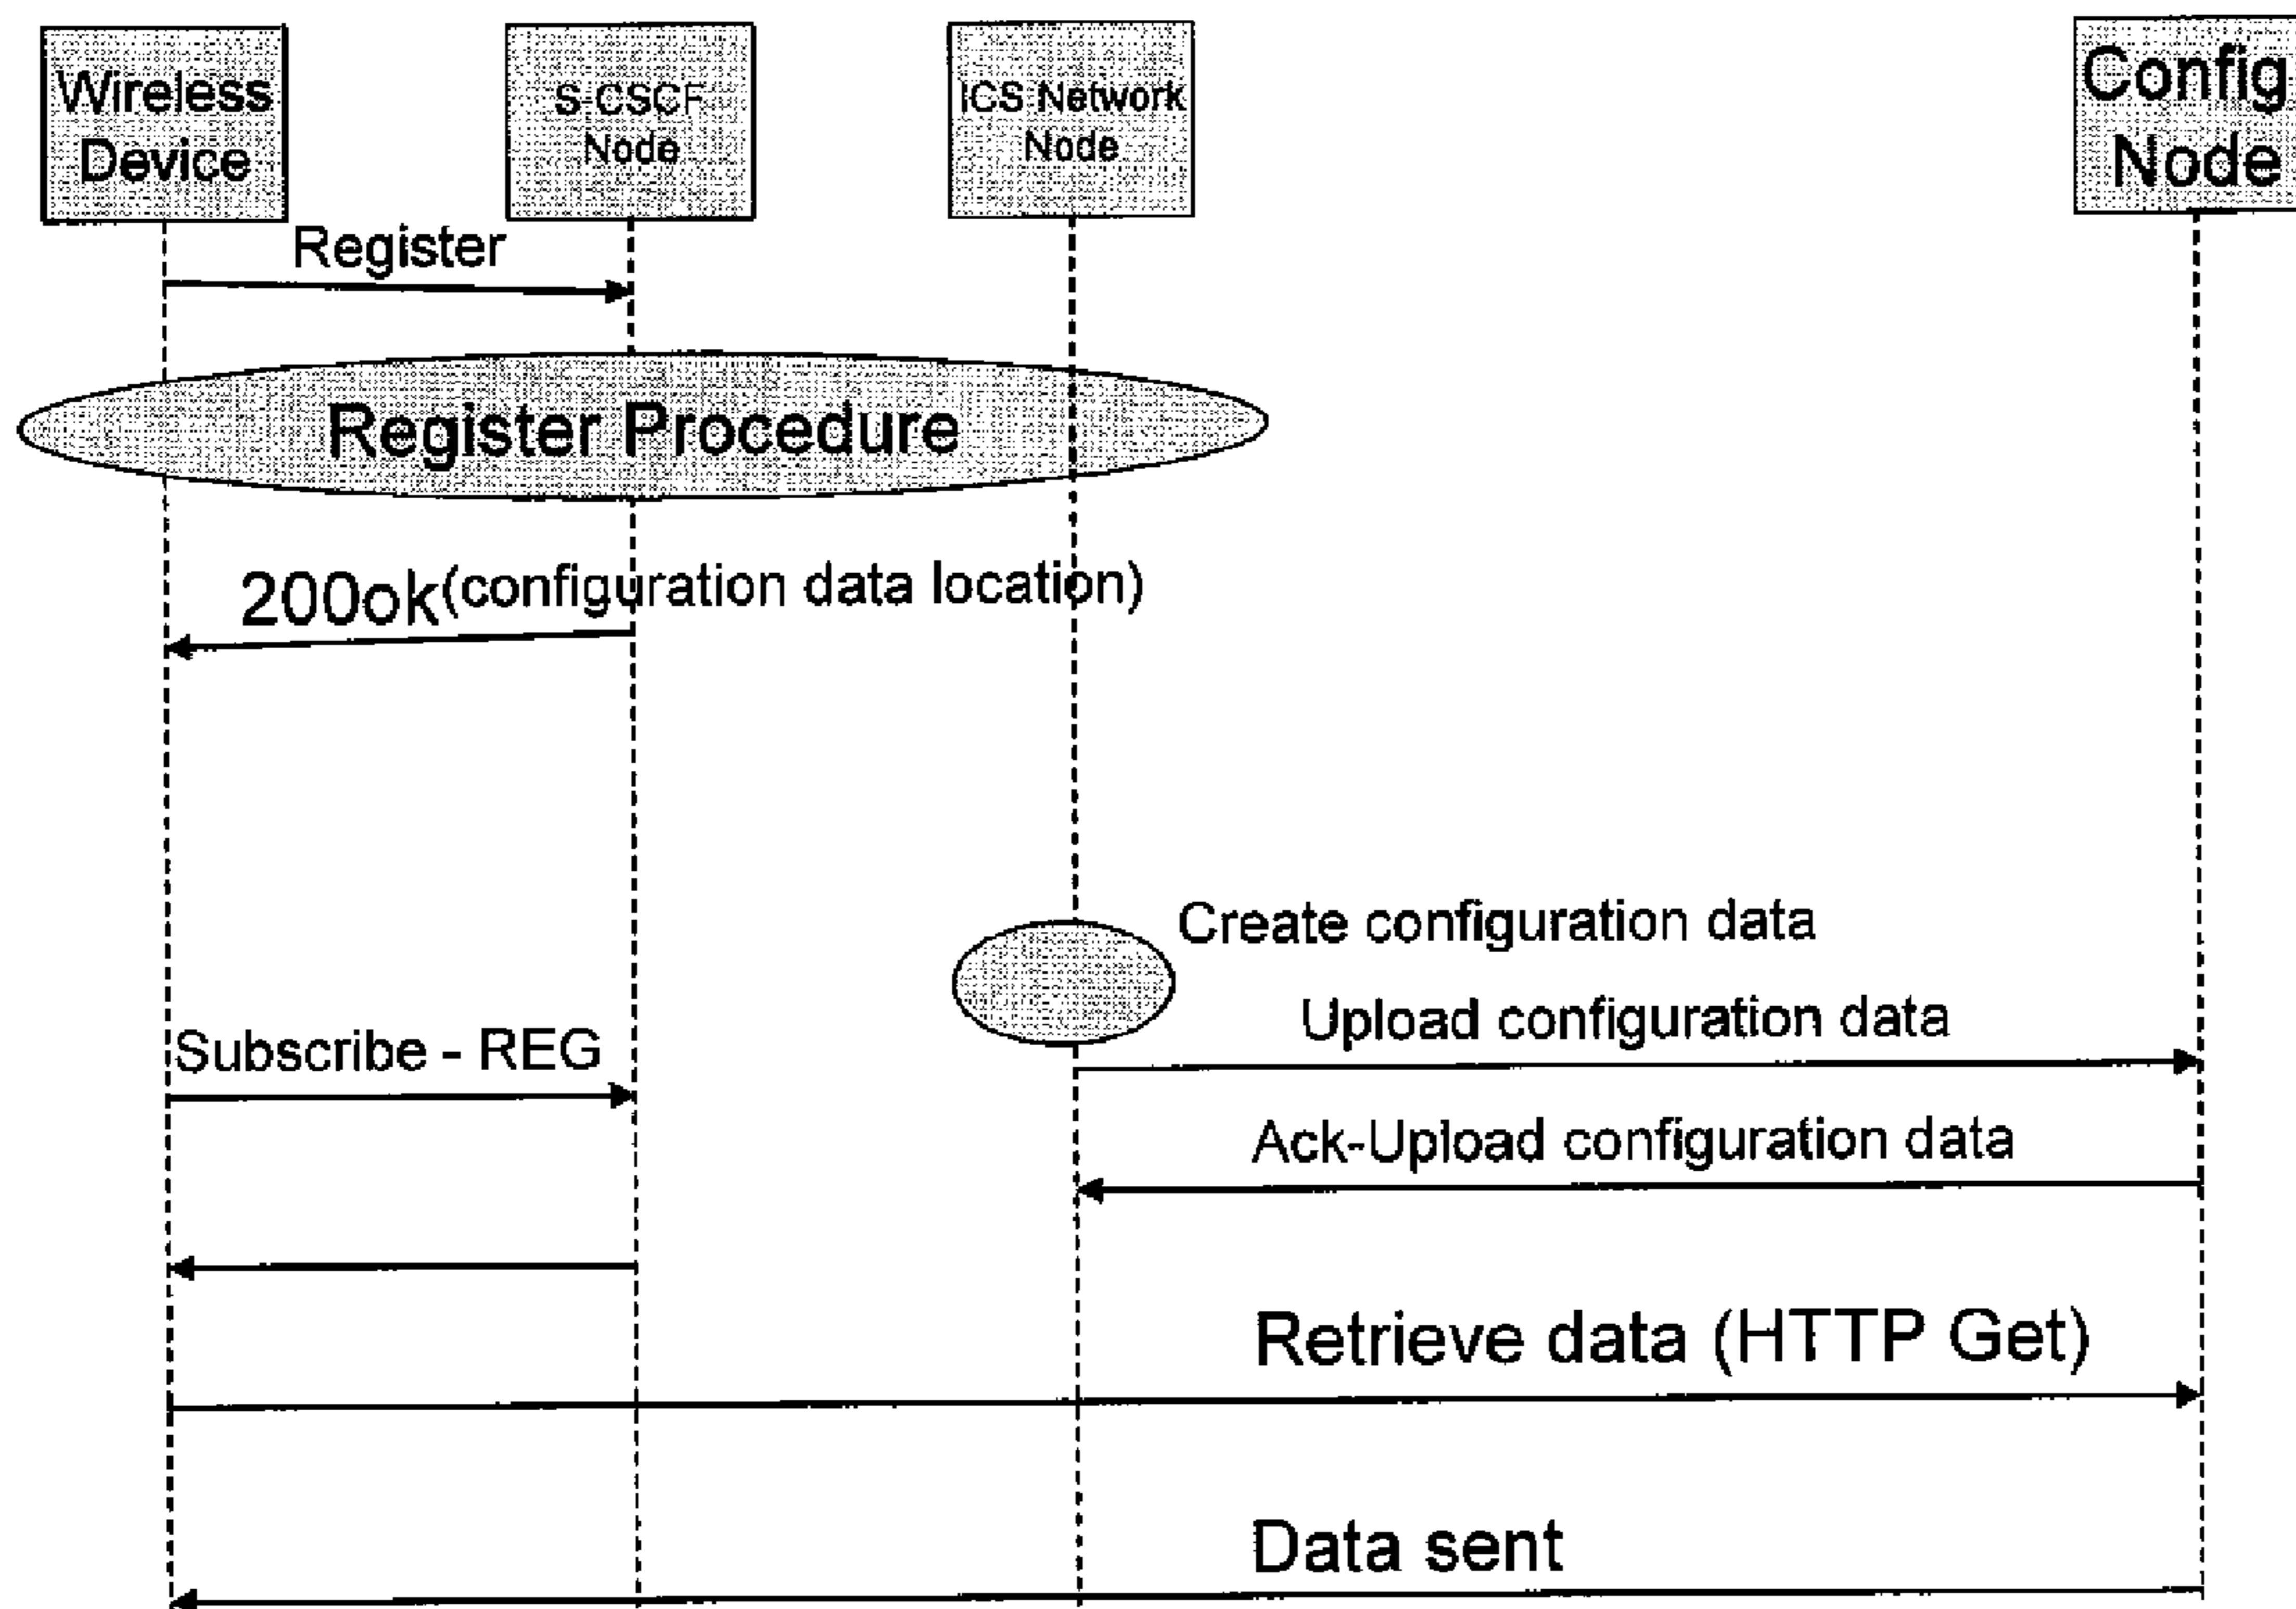 Wireless
Device
S-CSCF
Node
ICS Network
Node
Config
Node
Register
Register Procedure
200ok(configuration data location)
Create configuration data
Upload configuration data
Subscribe - REG
Ack-Upload configuration data
Retrieve data (HTTP Get)
Data sent